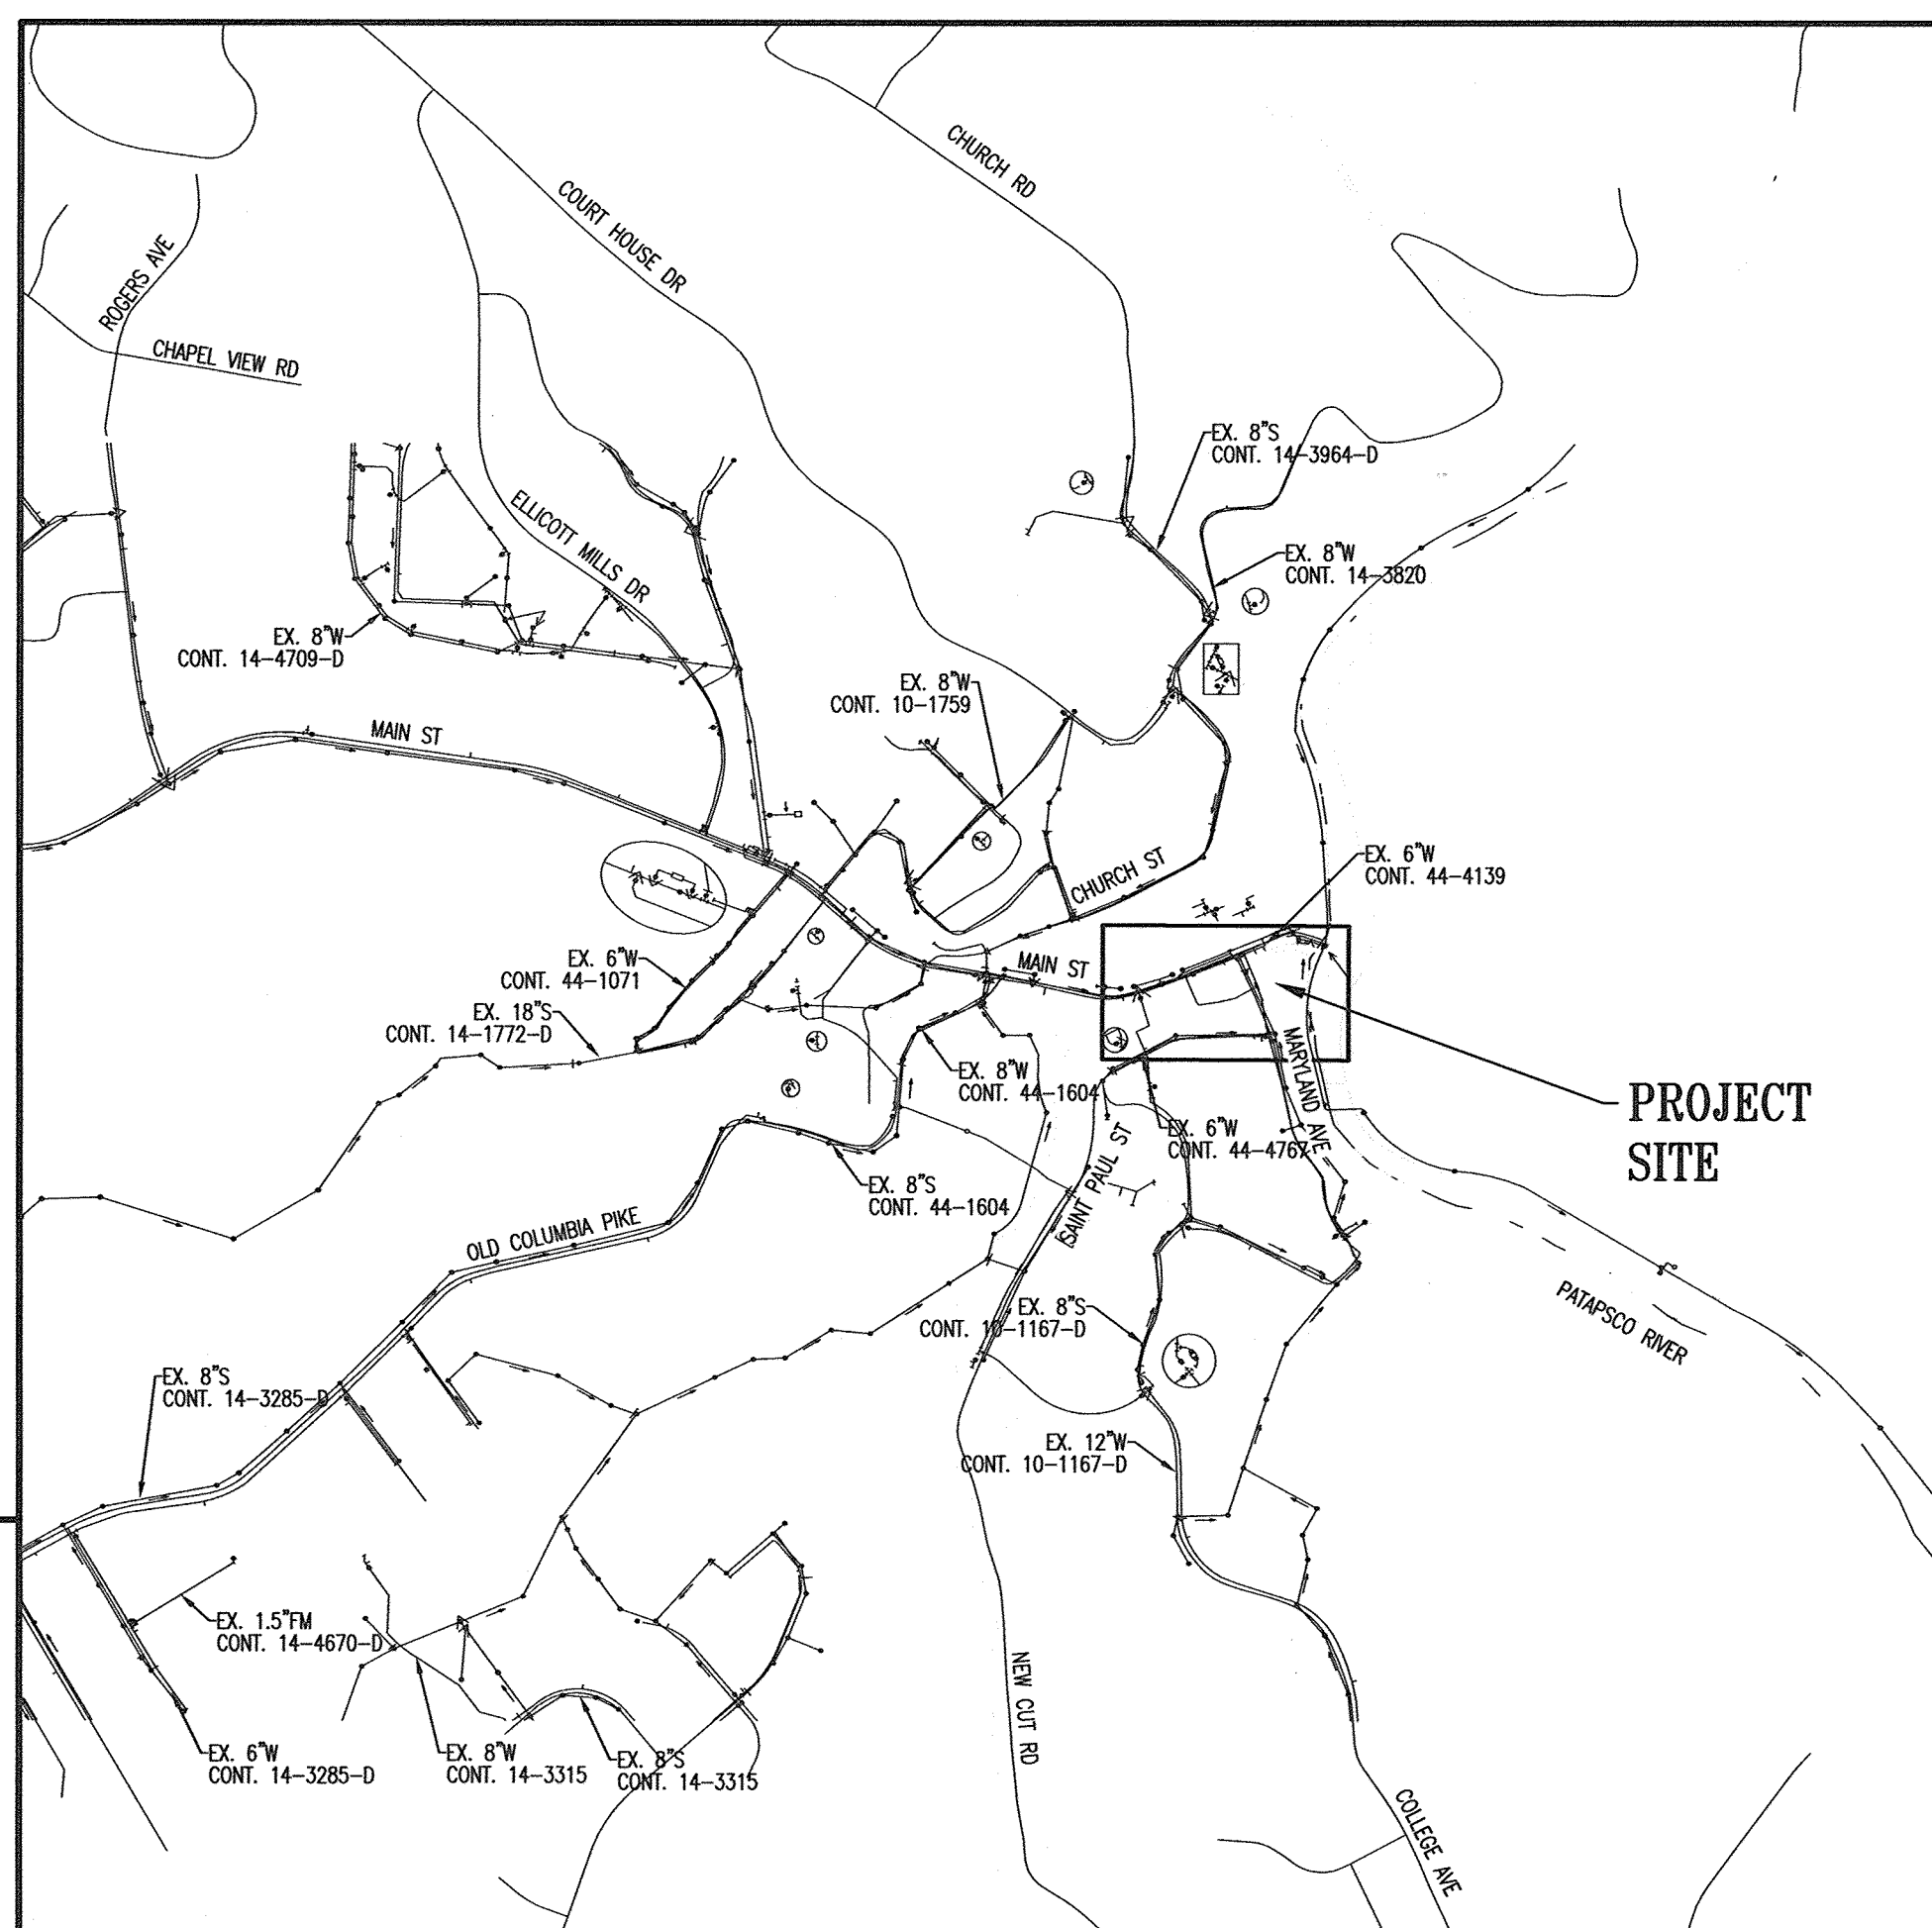 CHURCH RD
COURT HOUSE DR
ROGERS AVE
CHAPEL VIEW RD
EX. 8"S
CONT. 14-3964-D
ELLICOTT MILLS DR
EX. 8"W
CONT. 14-3820
EX. 8"W
CONT. 14-4709-D
EX. 8"W
CONT. 10-1759
MAIN ST
CHURCH ST
EX. 6"W
CONT. 44-4139
EX. 6"W
CONT. 44-1071
MAIN ST
EX. 18"S
CONT. 14-1772-D
EX. 8"W
CONT. 44-1604
MARYLAND AVE
PROJECT
SITE
EX. 6"W
CONT. 44-4767
SAINT PAUL ST
EX. 8"S
CONT. 44-1604
OLD COLUMBIA PIKE
EX. 8"S
CONT. 10-1167-D
PATAPSCO RIVER
EX. 8"S
CONT. 14-3285-D
EX. 12"W
CONT. 10-1167-D
EX. 1.5"FM
CONT. 14-4670-D
NEW CUT RD
EX. 6"W
CONT. 14-3285-D
EX. 8"W
CONT. 14-3315
EX. 8"S
CONT. 14-3315
COLLEGE AVE